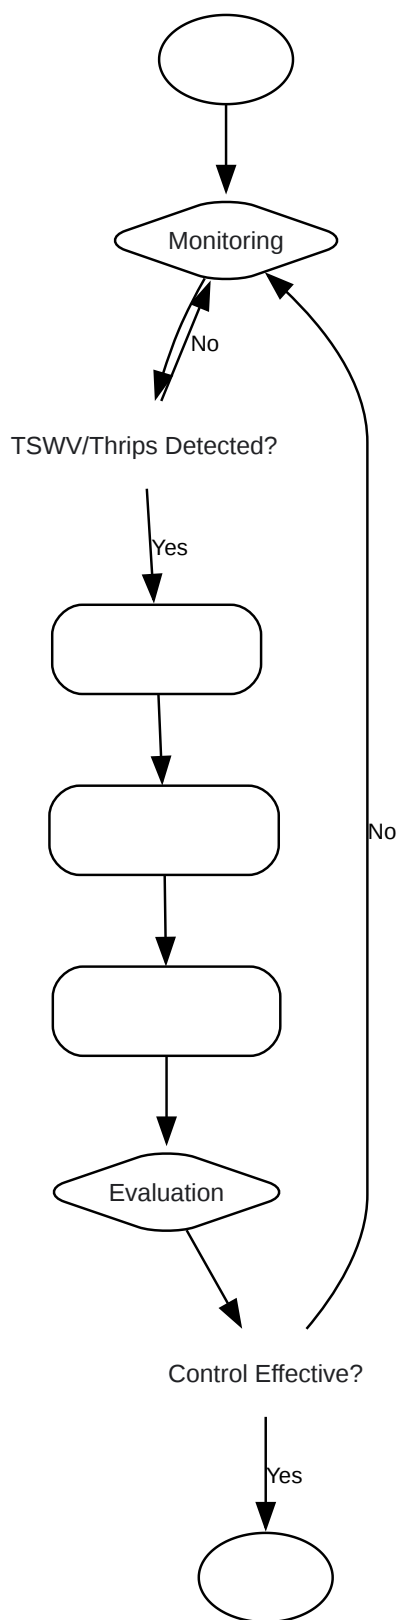 Monitoring
No
TSWV/Thrips Detected?
Yes
No
Evaluation
Control Effective?
Yes